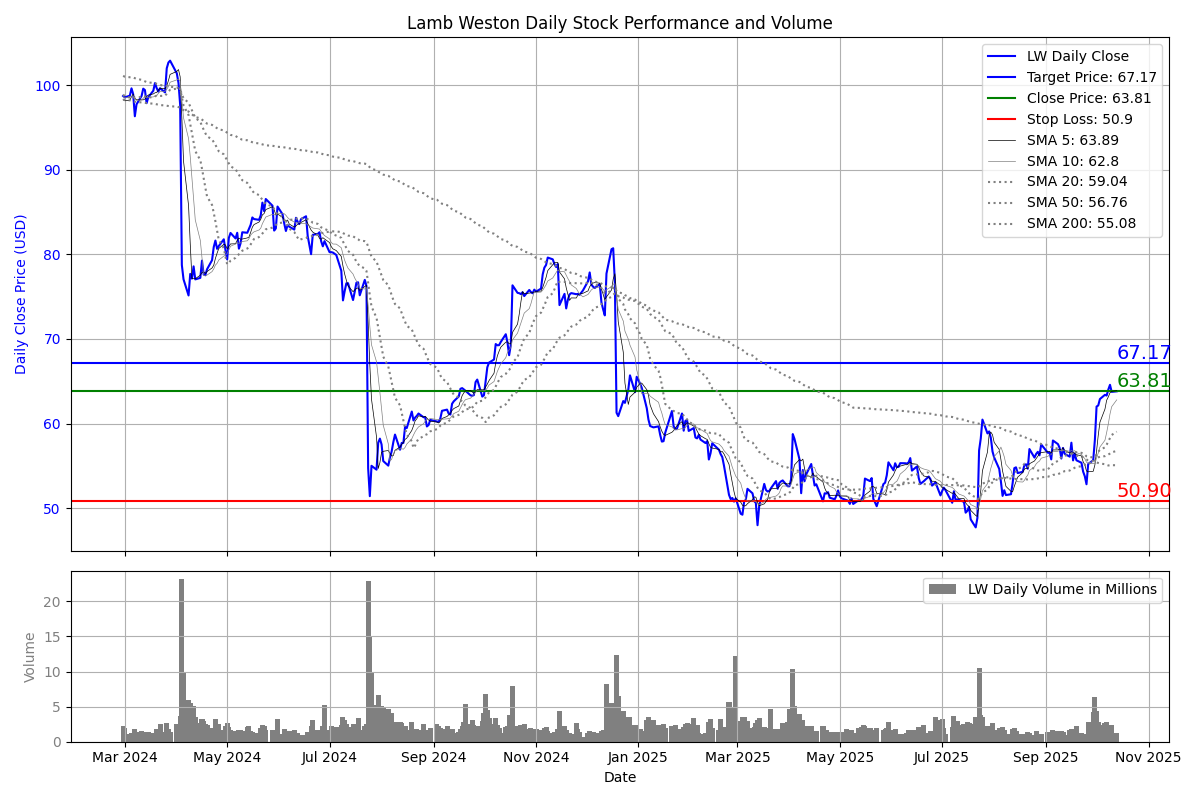 Lamb Weston Daily Stock Performance and Volume
Daily Close Price (USD)
100
90
80
70
60
50
LW Daily Close
Target Price: 67.17
Close Price: 63.81
Stop Loss: 50.9
SMA 5: 63.89
SMA 10: 62.8
SMA 20: 59.04
SMA 50: 56.76
SMA 200: 55.08
67.17
63.81
50.90
Volume
20
15
10
5
0
LW Daily Volume in Millions
Mar 2024
May 2024
Jul 2024
Sep 2024
Nov 2024
Jan 2025
Mar 2025
May 2025
Jul 2025
Sep 2025
Nov 2025
Date